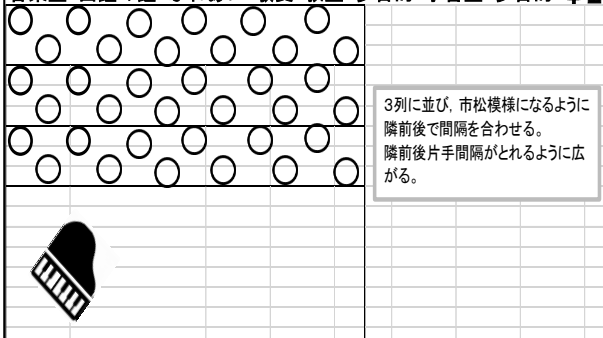 3列に並び, 市松模様になるように
隣前後で間隔を合わせる。
隣前後片手間隔がとれるように広
がる。